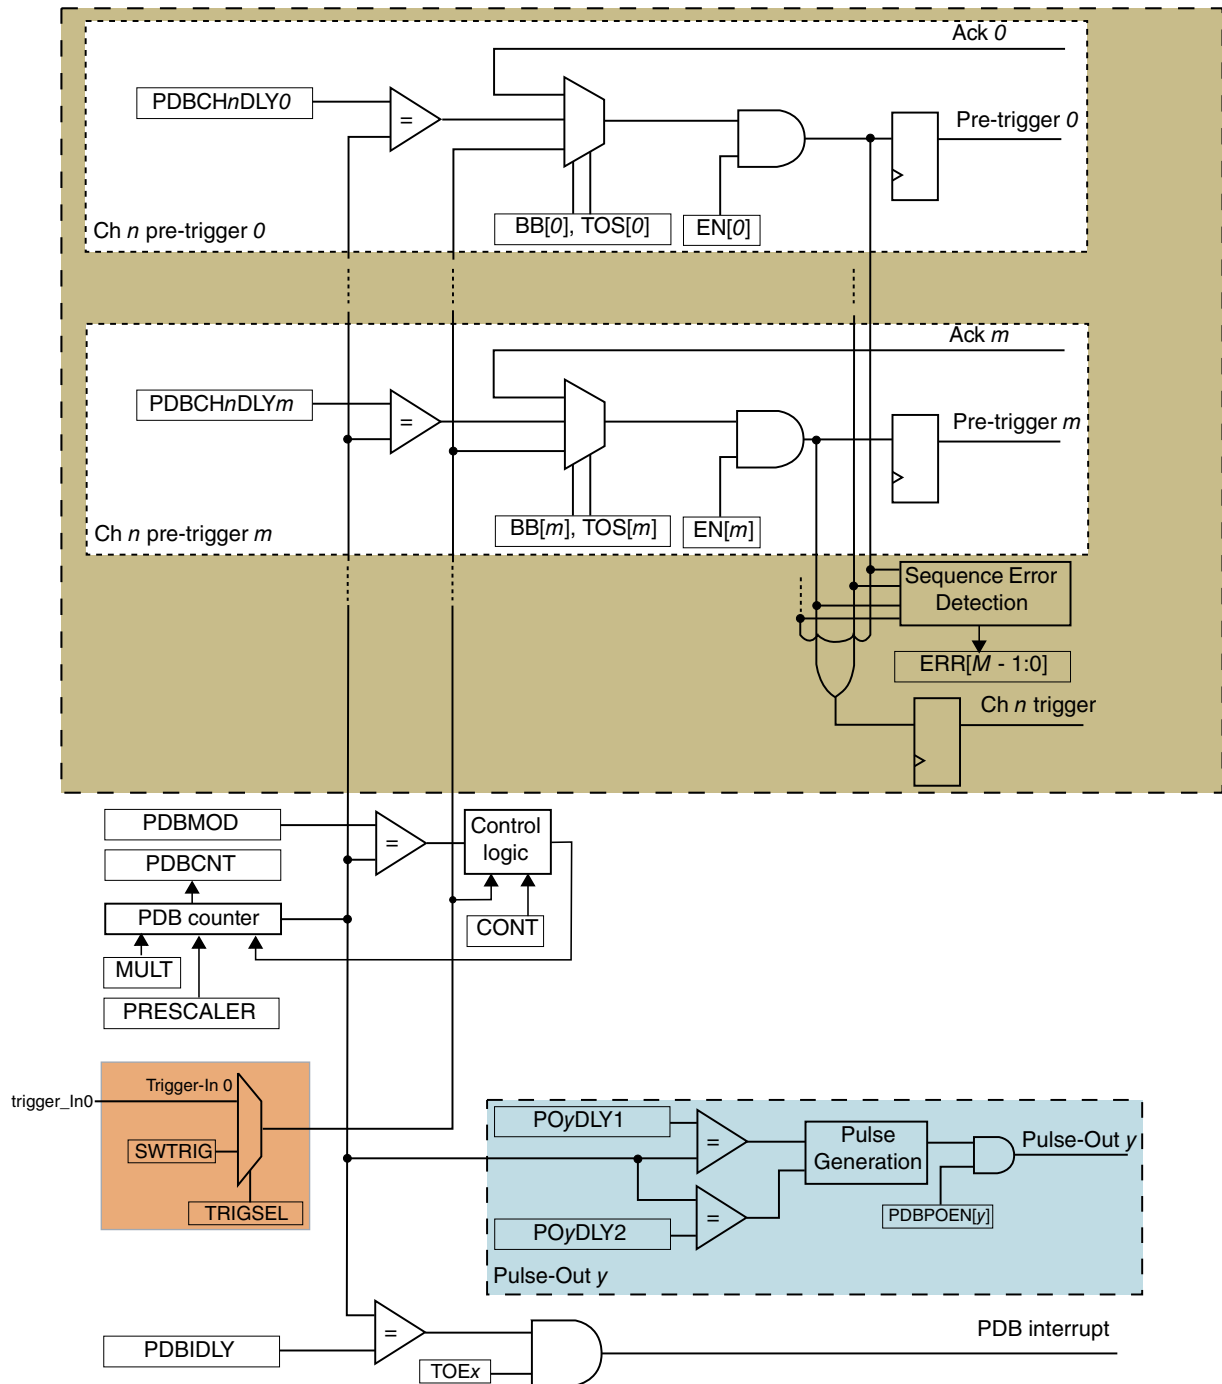 Ack 0
PDBCHnDLY0
=
Pre-trigger 0
BB[0], TOS[0]
EN[0]
Ch n pre-trigger 0
Ack m
PDBCHnDLYm
=
Pre-trigger m
BB[m], TOS[m]
EN[m]
Ch n pre-trigger m
Sequence Error
Detection
ERR[M - 1:0]
Ch n trigger
PDBMOD
=
Control
logic
PDBCNT
PDB counter
CONT
MULT
PRESCALER
trigger_In0
Trigger-In 0
SWTRIG
TRIGSEL
POyDLY1
=
Pulse
Generation
Pulse-Out y
PDBPOEN[y]
=
POyDLY2
Pulse-Out y
PDB interrupt
=
PDBIDLY
TOEx